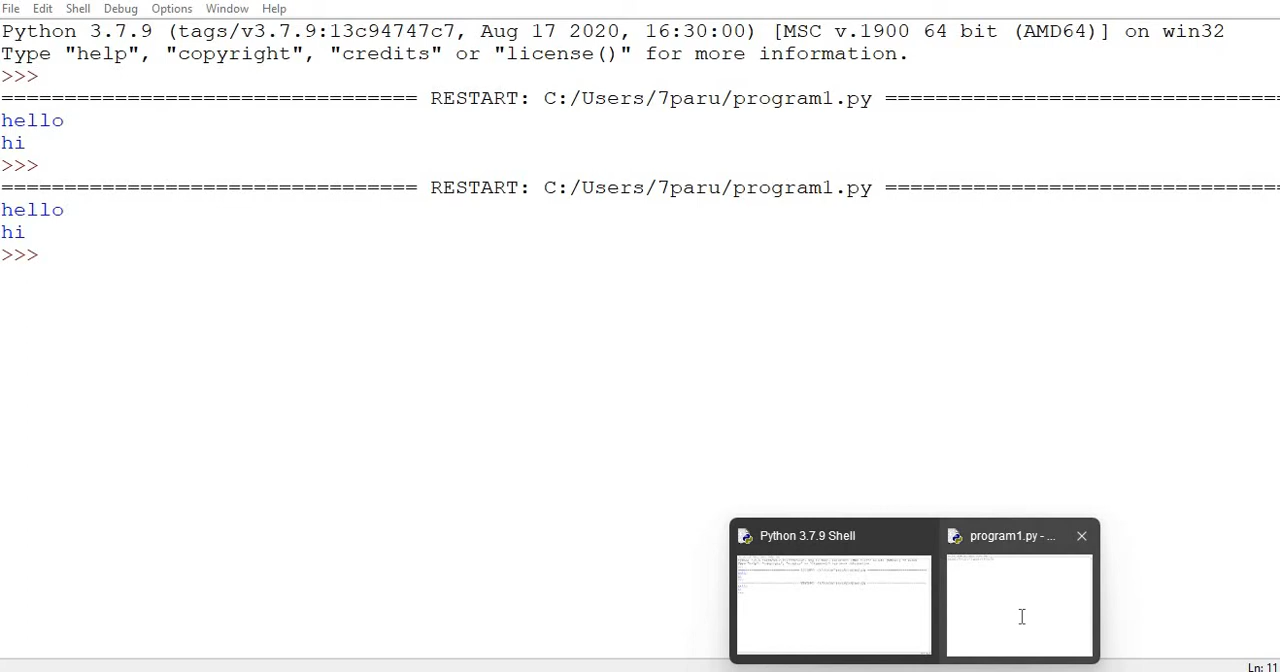 File Edit Shell Debug Options Window Help
Python 3.7.9 (tags/v3.7.9:13c94747c7, Aug 17 2020, 16:30:00) [MSC v.1900 64 bit (AMD64)] on win32
Type "help", "copyright", "credits" or "license()" for more information.
>>>
================================= RESTART: C:/Users/7paru/program1.py ===============================
hello
hi
>>>
================================= RESTART: C:/Users/7paru/program1.py ===============================
hello
hi
>>>
Python 3.7.9 Shell
program1.py - ...
Ln: 11